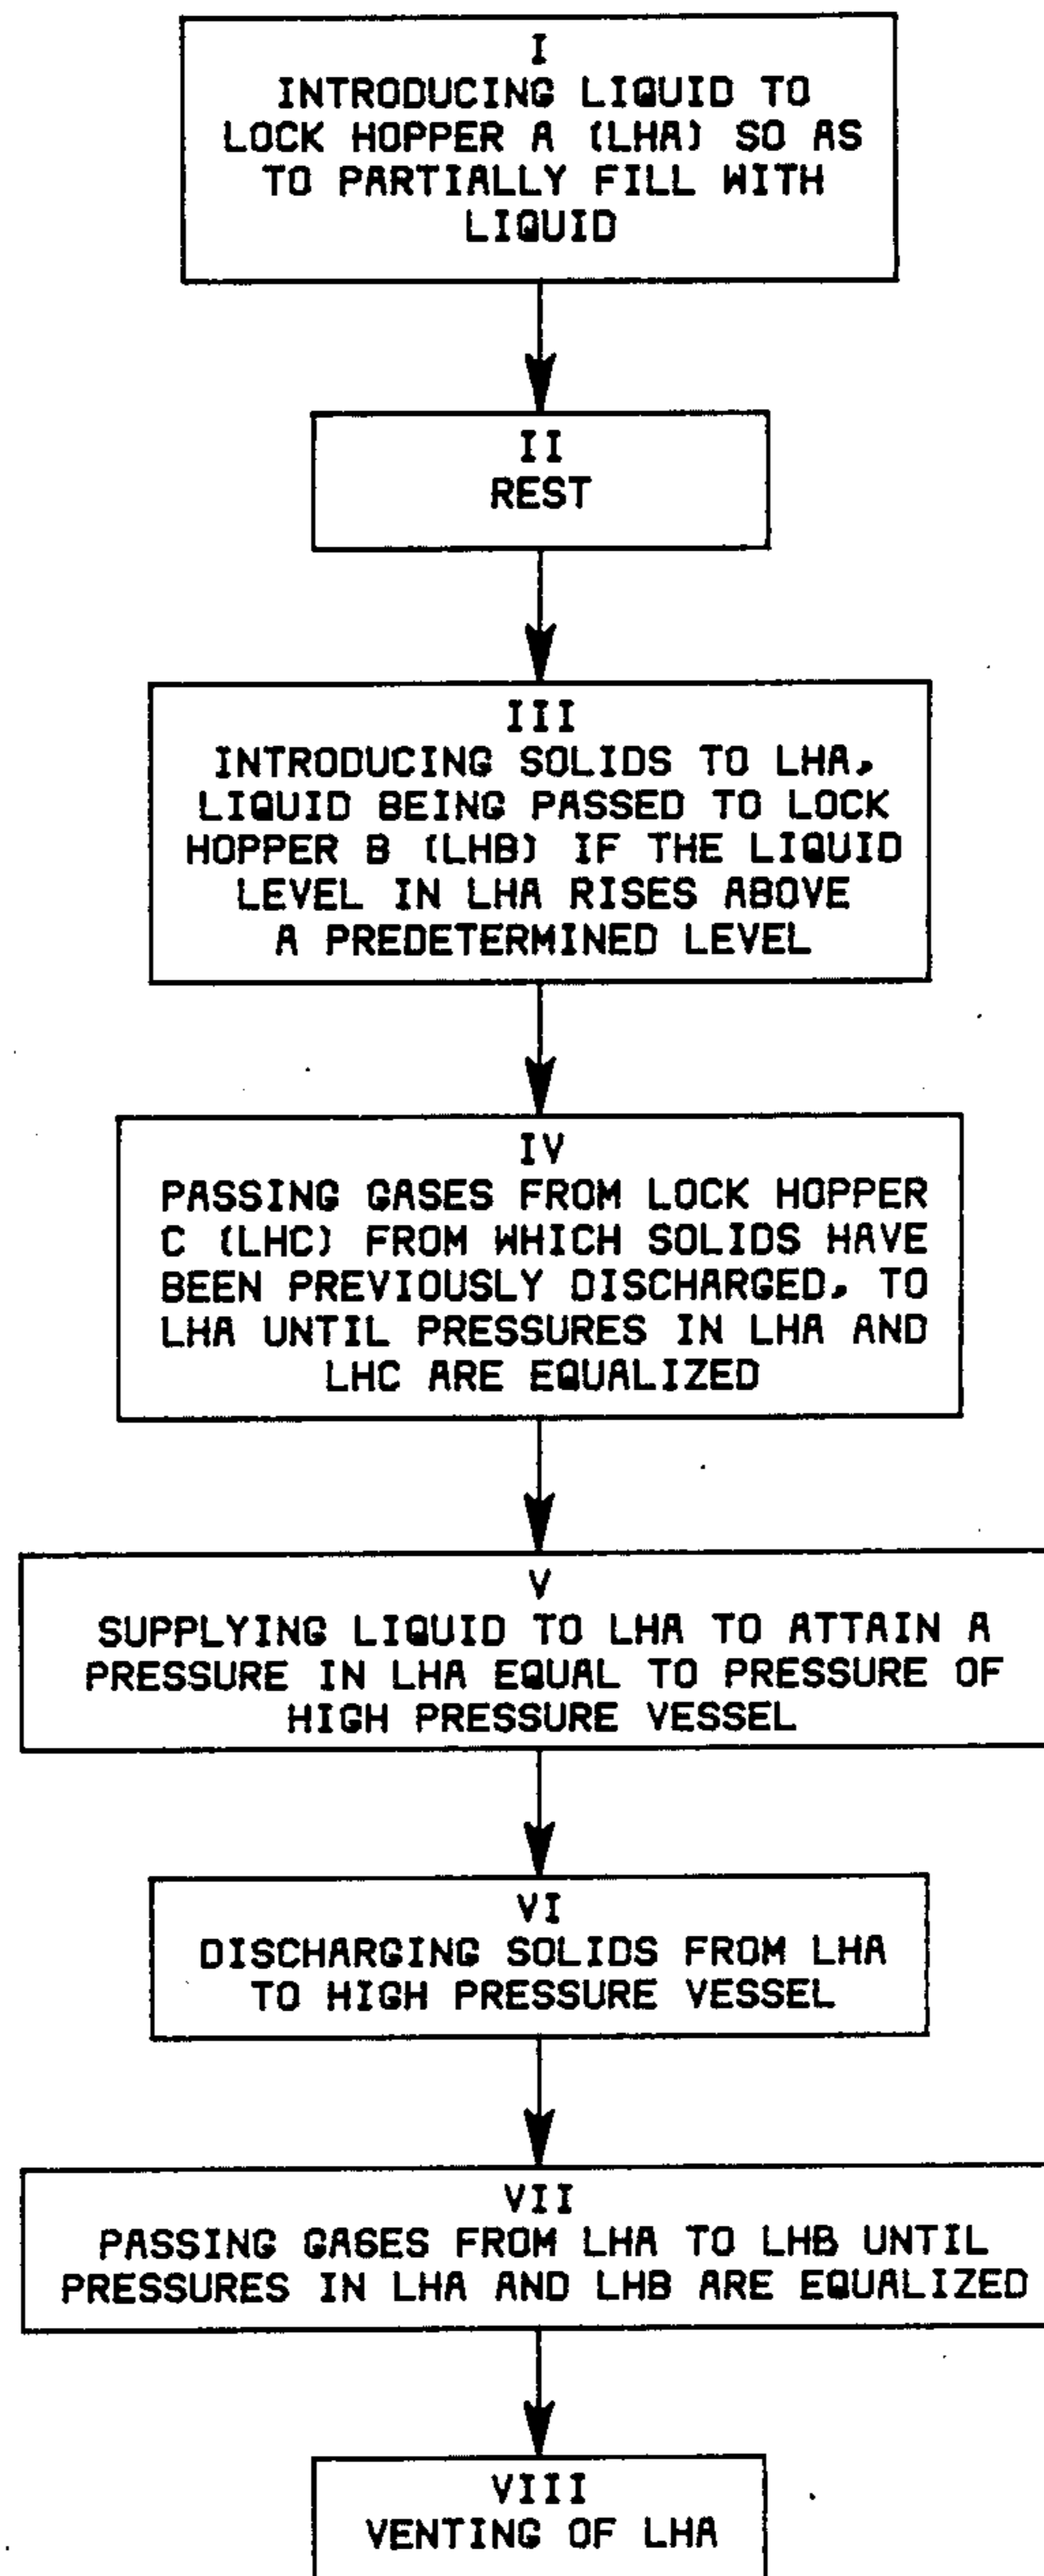 I
INTRODUCING LIQUID TO
LOCK HOPPER A (LHA) SO AS
TO PARTIALLY FILL WITH
LIQUID
II
REST
III
INTRODUCING SOLIDS TO LHA,
LIQUID BEING PASSED TO LOCK
HOPPER B (LHB) IF THE LIQUID
LEVEL IN LHA RISES ABOVE
A PREDETERMINED LEVEL
IV
PASSING GASES FROM LOCK HOPPER
C (LHC) FROM WHICH SOLIDS HAVE
BEEN PREVIOUSLY DISCHARGED, TO
LHA UNTIL PRESSURES IN LHA AND
LHC ARE EQUALIZED
V
SUPPLYING LIQUID TO LHA TO ATTAIN A
PRESSURE IN LHA EQUAL TO PRESSURE OF
HIGH PRESSURE VESSEL
VI
DISCHARGING SOLIDS FROM LHA
TO HIGH PRESSURE VESSEL
VII
PASSING GASES FROM LHA TO LHB UNTIL
PRESSURES IN LHA AND LHB ARE EQUALIZED
VIII
VENTING OF LHA